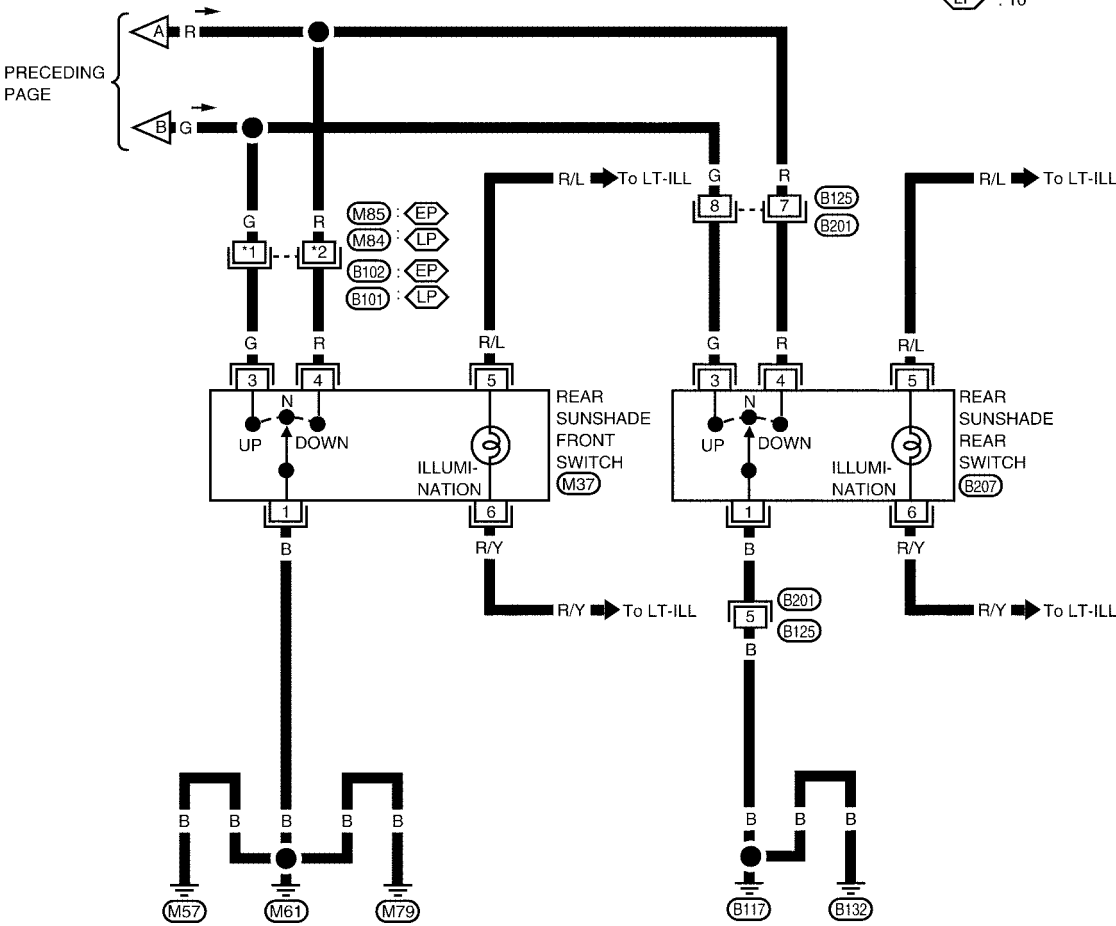 LP : To
A R
PRECEDING
PAGE
B G
R/L To LT-ILL
G R
R/L To LT-ILL
8 7
B125
B201
G R
M85 : EP
M84 : LP
*1 *2
B102 : EP
B101 : LP
G R R/L
G R R/L
3 4 5
3 4 5
N
UP DOWN
ILLUMI-
NATION
REAR
SUNSHADE
FRONT
SWITCH
M37
N
UP DOWN
ILLUMI-
NATION
REAR
SUNSHADE
REAR
SWITCH
B207
1 6
1 6
B R/Y
B R/Y
R/Y To LT-ILL
B201
5
B125
B
R/Y To LT-ILL
B B B B B
B B B
M57 M61 M79
B117 B132